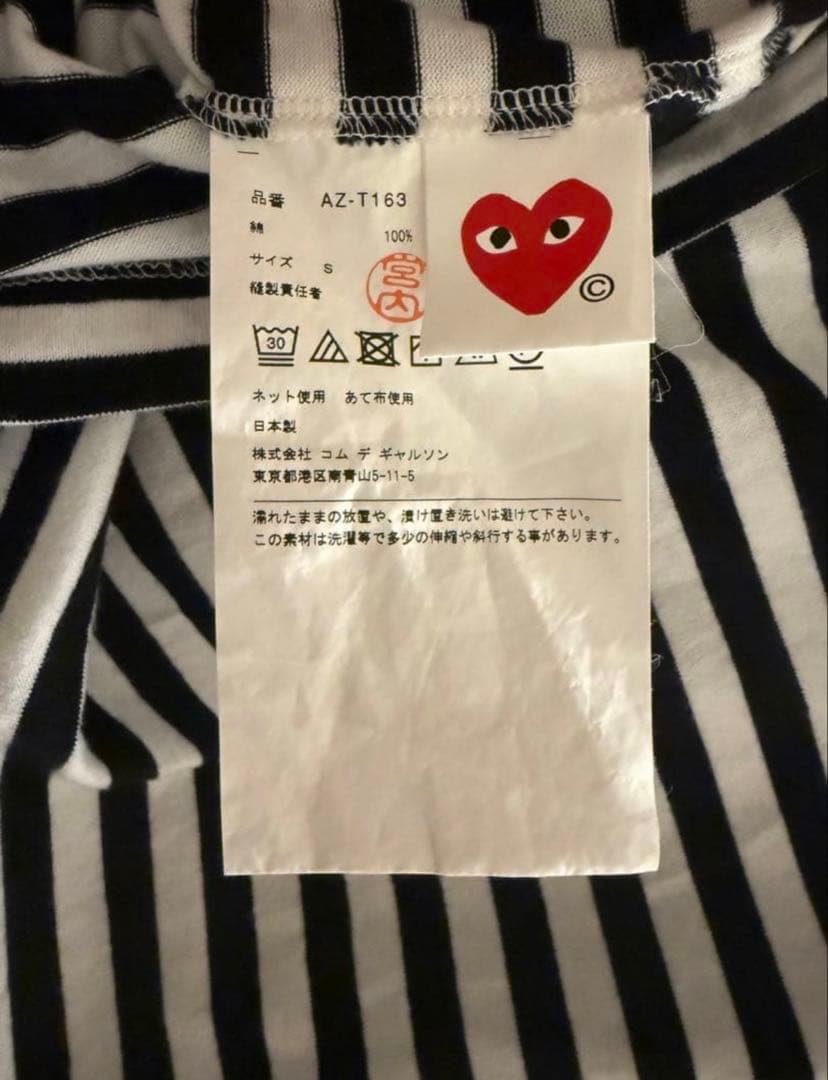 品番 AZ-T163
綿 100%
サイズ S
縫製責任者 宮内
30
©
ネット使用 あて布使用
日本製
株式会社 コム デ ギャルソン
東京都港区南青山5-11-5
濡れたままの放置や、漬け置き洗いは避けて下さい。
この素材は洗濯等で多少の伸縮や斜行する事があります。